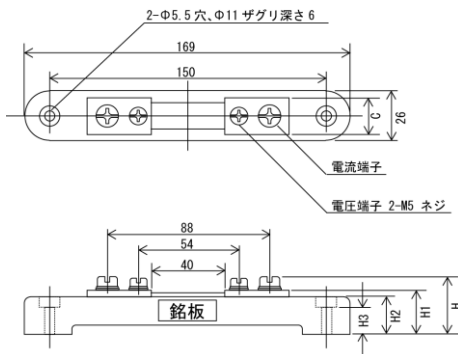 2-Φ5.5 穴、Φ11 ザグリ深さ 6
169
150
C
26
電流端子
電圧端子 2-M5 ネジ
88
54
40
銘板
H3
H2
H1
H